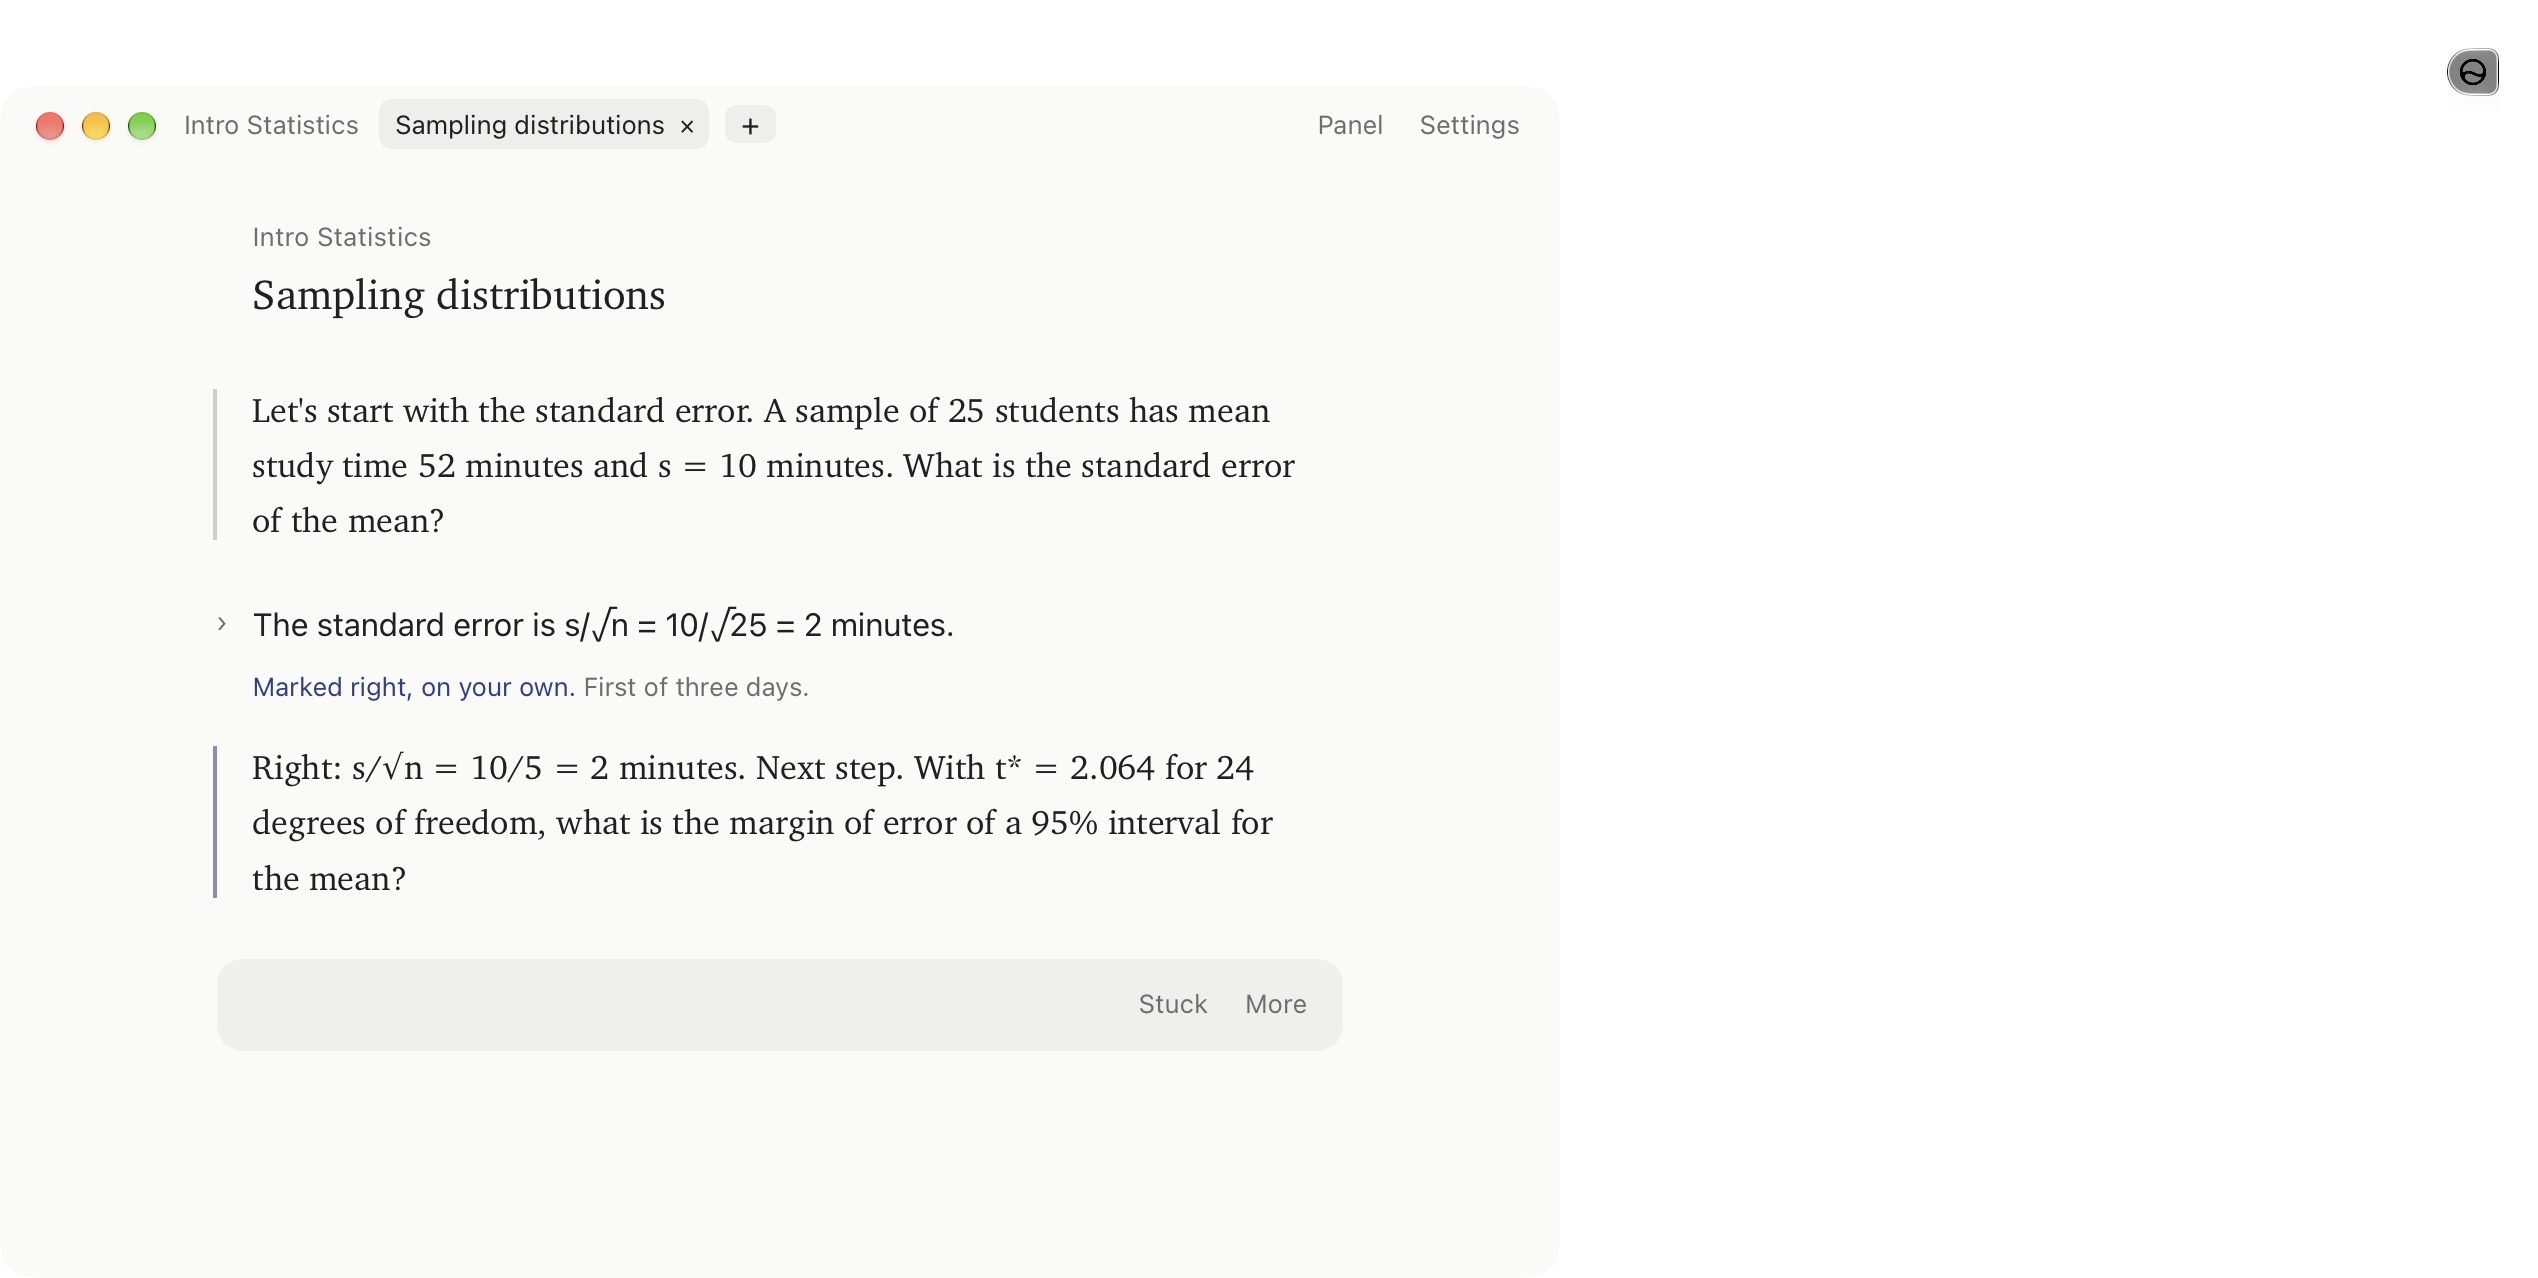 Intro Statistics
Sampling distributions ×
+
Panel
Settings
Intro Statistics
Sampling distributions
Let's start with the standard error. A sample of 25 students has mean
study time 52 minutes and s = 10 minutes. What is the standard error
of the mean?
› The standard error is s/√n = 10/√25 = 2 minutes.
Marked right, on your own. First of three days.
Right: s/√n = 10/5 = 2 minutes. Next step. With t* = 2.064 for 24
degrees of freedom, what is the margin of error of a 95% interval for
the mean?
Stuck
More